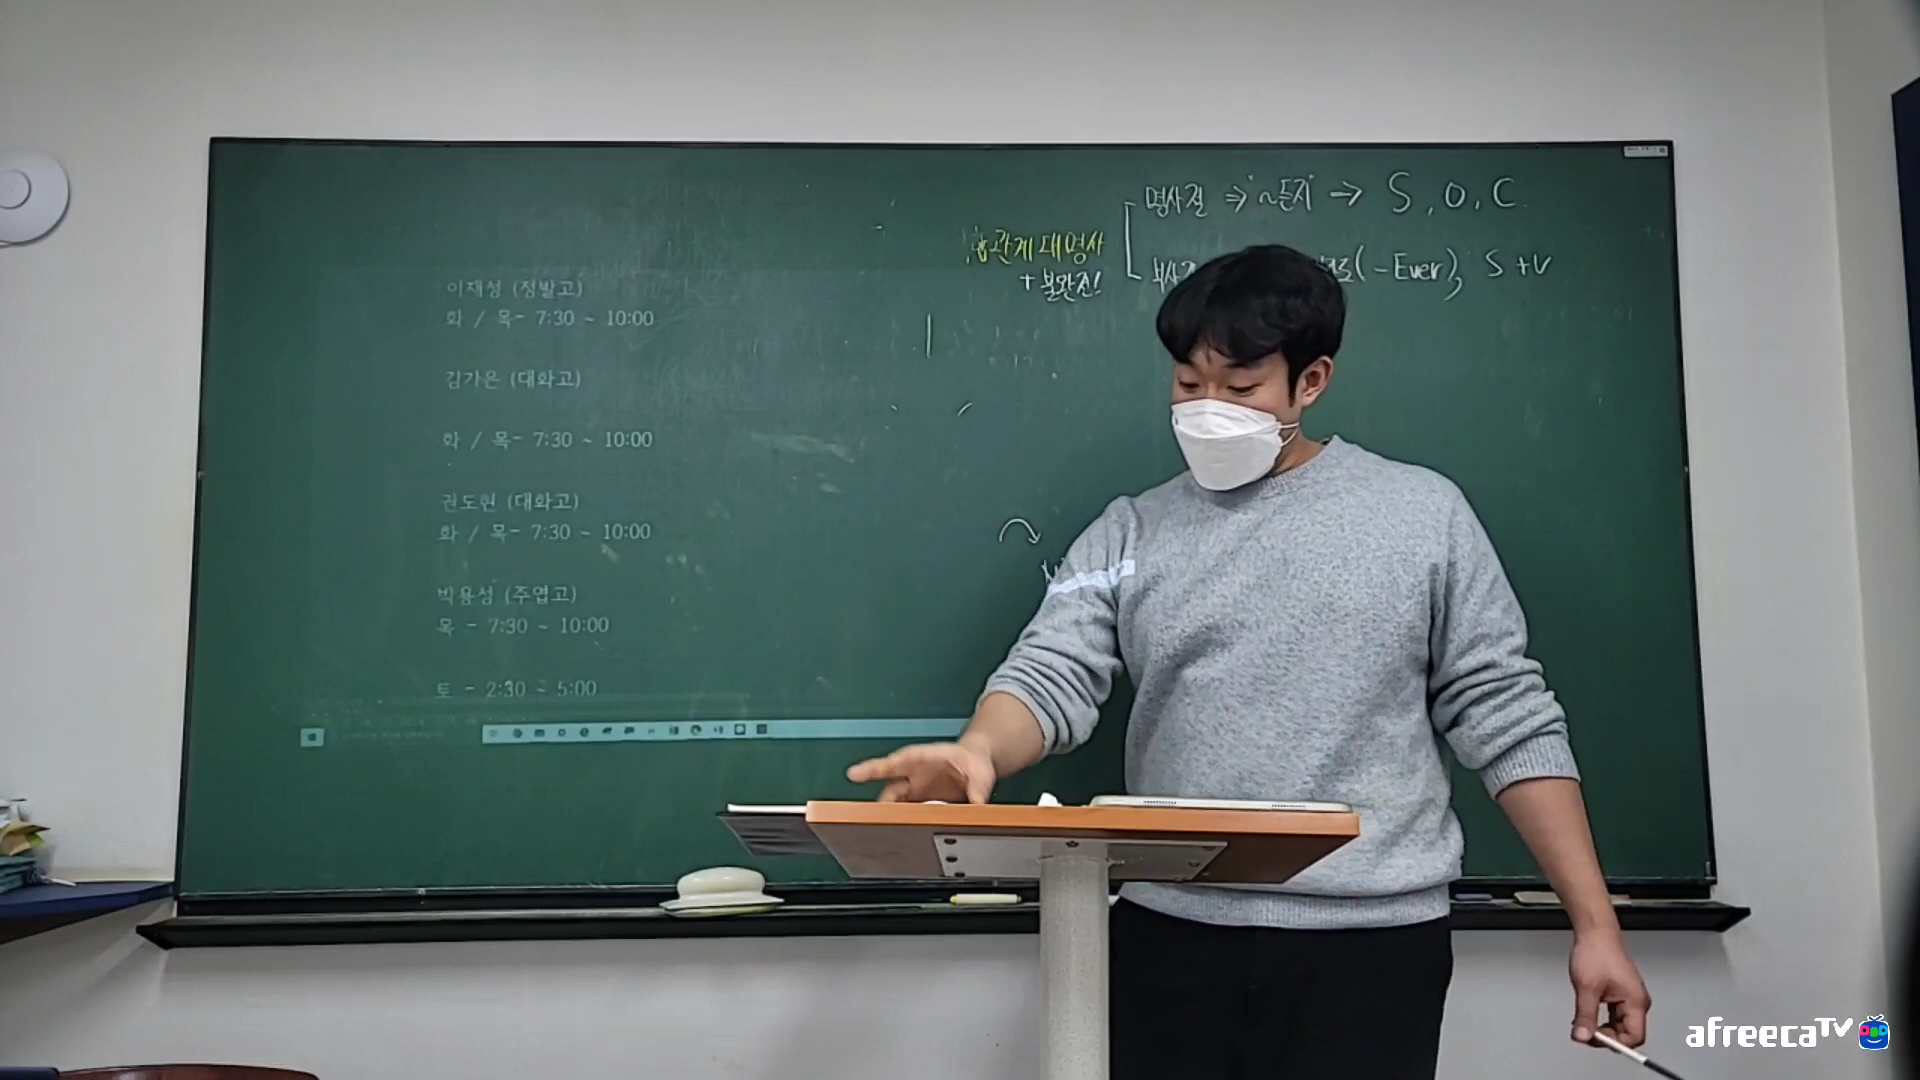 이재성 (정발고)
화 / 목- 7:30 ~ 10:00
김가은 (대화고)
화 / 목- 7:30 ~ 10:00
권도현 (대화고)
화 / 목- 7:30 ~ 10:00
박용성 (주엽고)
목 - 7:30 ~ 10:00
토 - 2:30 ~ 5:00
명사절 ⇒ '~든지' → S, O, C
관계대명사
+ 불완전!
(-Ever), S+V
afreecaTV